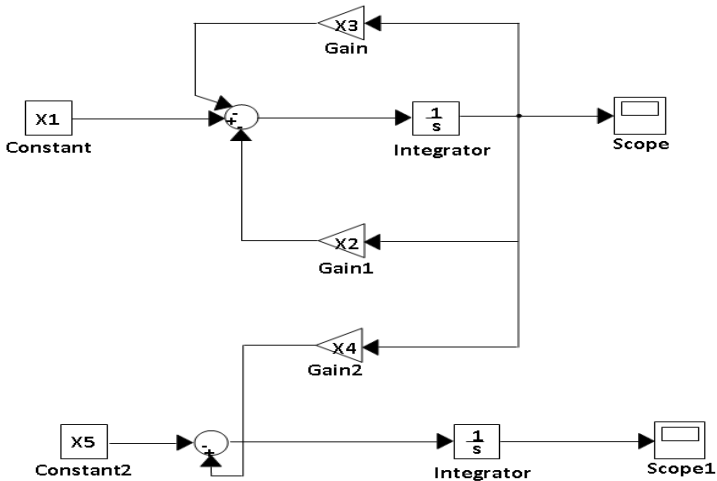 X3
Gain
-
X1
+
-
1
s
Constant
Integrator
Scope
X2
Gain1
X4
Gain2
X5
-
+
1
s
Constant2
Integrator
Scope1